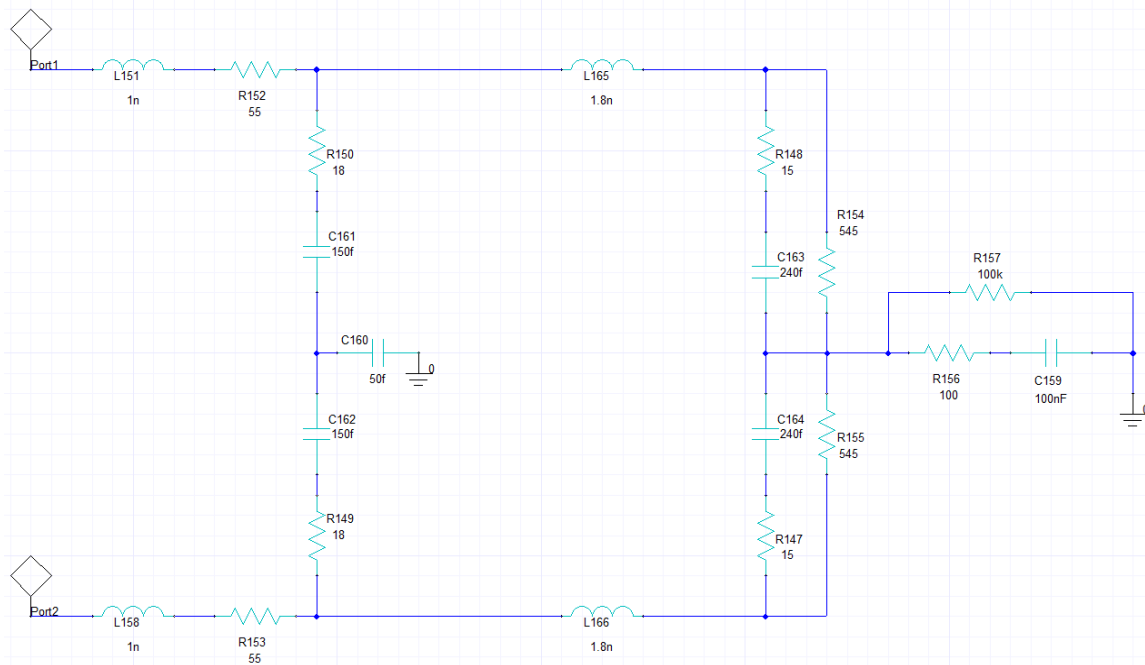 Port1
L151
1n
R152
55
L165
1.8n
R150
18
R148
15
C161
150f
C163
240f
R154
545
R157
100k
C160
50f
0
R156
100
C159
100nF
0
C162
150f
C164
240f
R155
545
R149
18
R147
15
Port2
L158
1n
R153
55
L166
1.8n